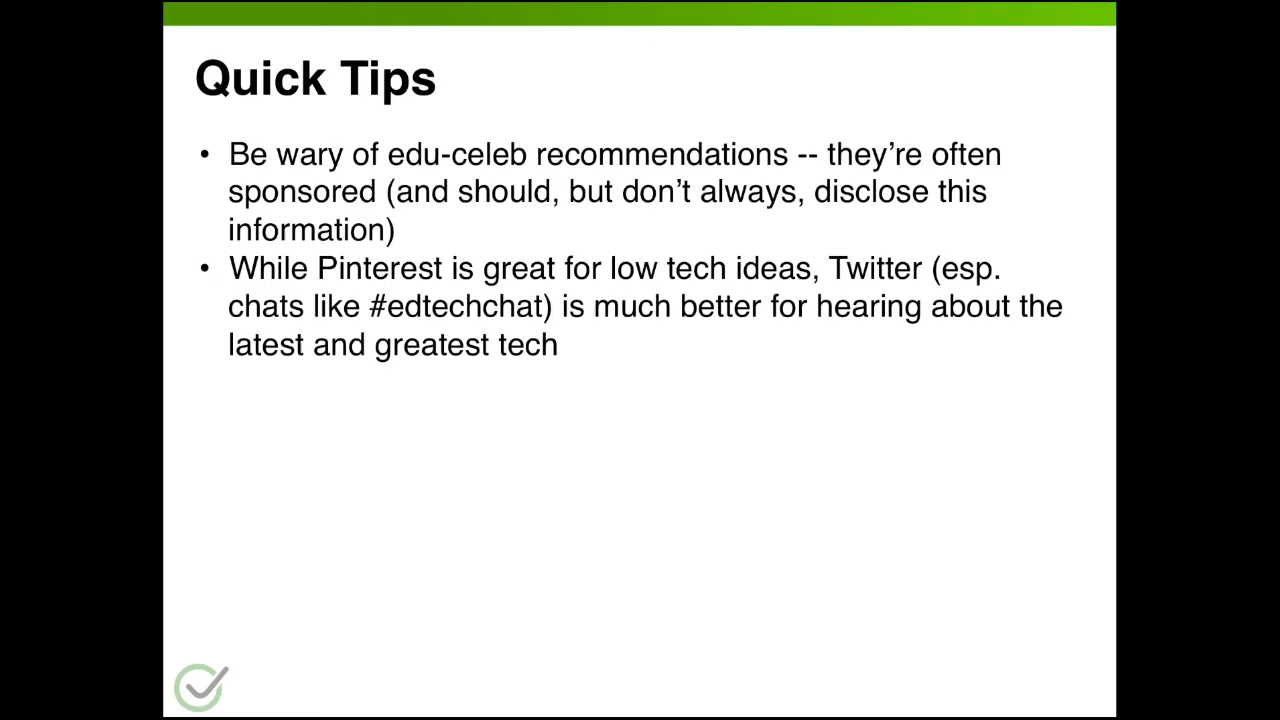 Quick Tips
• Be wary of edu-celeb recommendations -- they’re often
sponsored (and should, but don’t always, disclose this
information)
• While Pinterest is great for low tech ideas, Twitter (esp.
chats like #edtechchat) is much better for hearing about the
latest and greatest tech